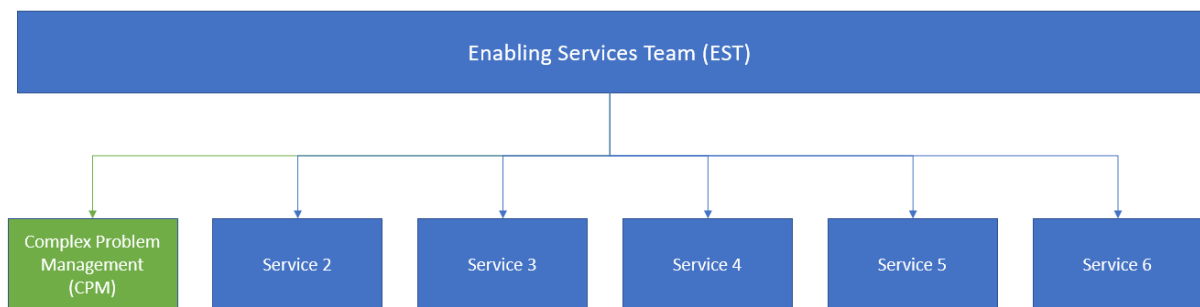 Enabling Services Team (EST)
Complex Problem
Management
(CPM)
Service 2
Service 3
Service 4
Service 5
Service 6